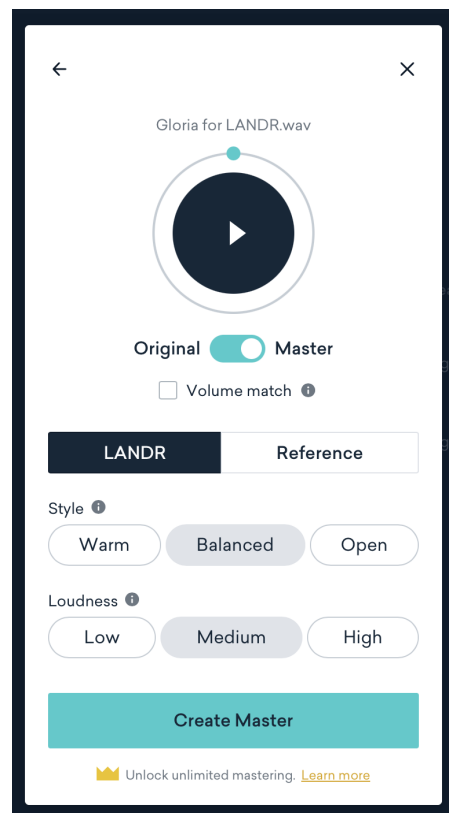 Gloria for LANDR.wav
Original Master
Volume match
LANDR Reference
Style
Warm Balanced Open
Loudness
Low Medium High
Create Master
Unlock unlimited mastering. Learn more